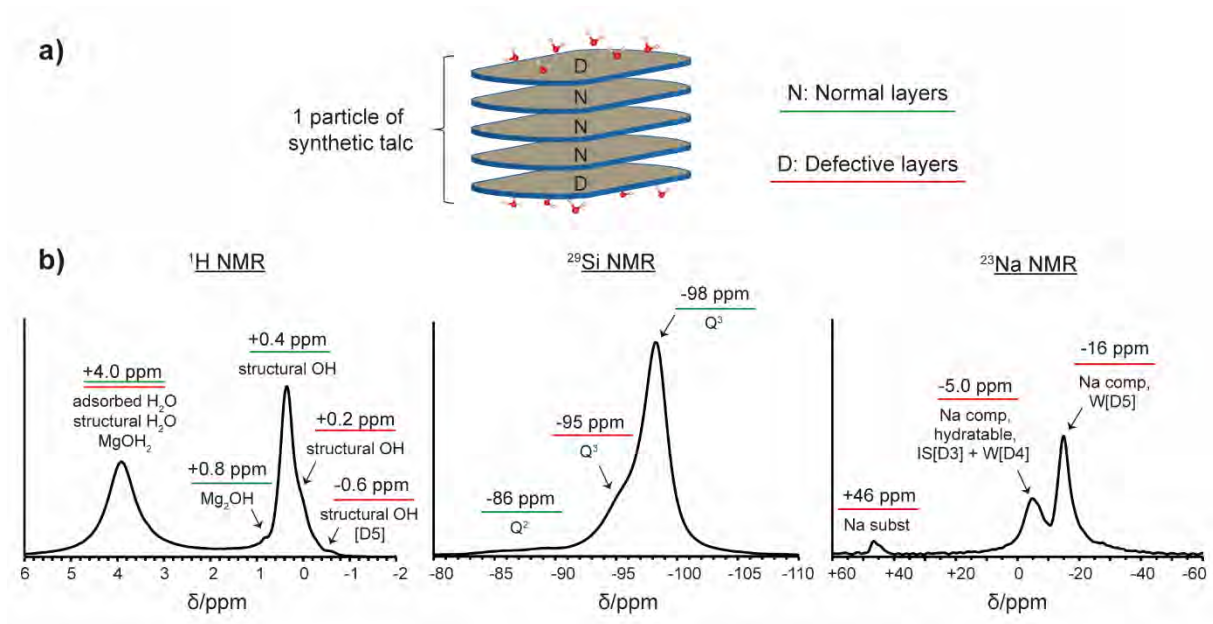 a)
1 particle of
synthetic talc
D
N
N
N
D
N: Normal layers
D: Defective layers
b)
¹H NMR
+4.0 ppm
adsorbed H₂O
structural H₂O
MgOH₂
+0.8 ppm
Mg₂OH
+0.4 ppm
structural OH
+0.2 ppm
structural OH
-0.6 ppm
structural OH
[D5]
6 5 4 3 2 1 0 -1 -2
δ/ppm
²⁹Si NMR
-98 ppm
Q³
-95 ppm
Q³
-86 ppm
Q²
-80 -85 -90 -95 -100 -105 -110
δ/ppm
²³Na NMR
-16 ppm
Na comp,
W[D5]
-5.0 ppm
Na comp,
hydratable,
IS[D3] + W[D4]
+46 ppm
Na subst
+60 +40 +20 0 -20 -40 -60
δ/ppm